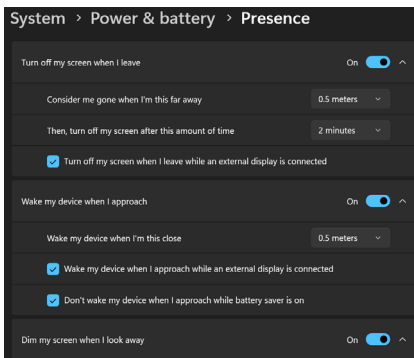 System > Power & battery > Presence
Turn off my screen when I leave On
Consider me gone when I'm this far away 0.5 meters
Then, turn off my screen after this amount of time 2 minutes
Turn off my screen when I leave while an external display is connected
Wake my device when I approach On
Wake my device when I'm this close 0.5 meters
Wake my device when I approach while an external display is connected
Don't wake my device when I approach while battery saver is on
Dim my screen when I look away On